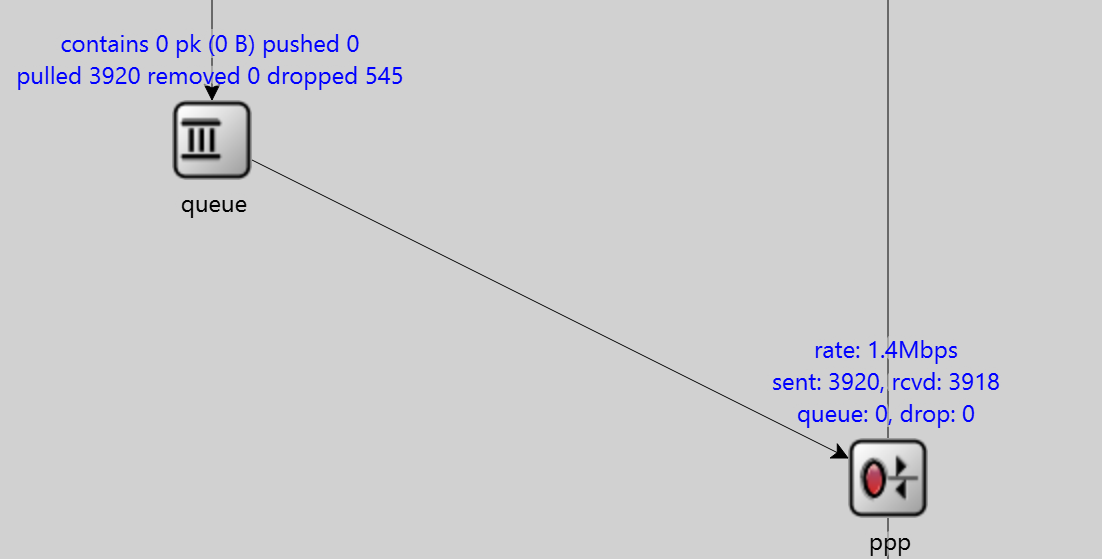 contains 0 pk (0 B) pushed 0
pulled 3920 removed 0 dropped 545
queue
rate: 1.4Mbps
sent: 3920, rcvd: 3918
queue: 0, drop: 0
ppp